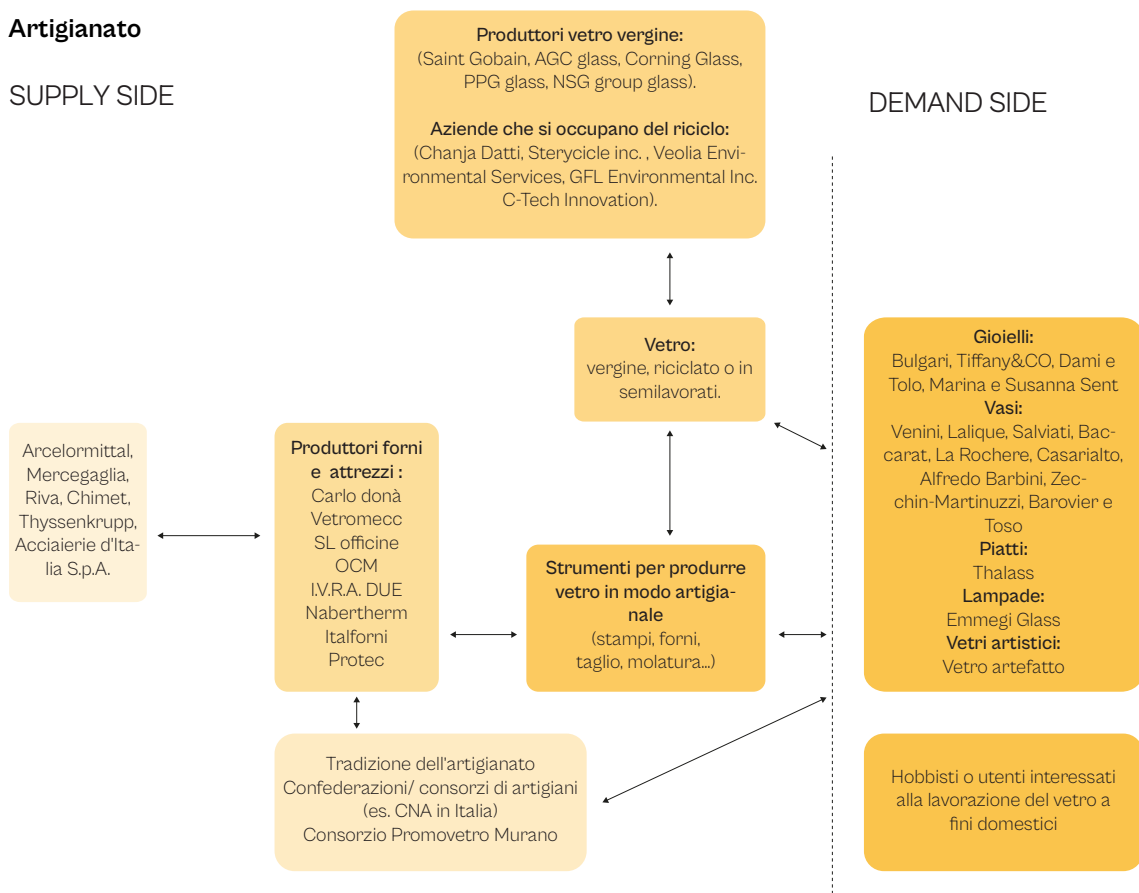 Artigianato
SUPPLY SIDE
DEMAND SIDE
Produttori vetro vergine:
(Saint Gobain, AGC glass, Corning Glass,
PPG glass, NSG group glass).
Aziende che si occupano del riciclo:
(Chanja Datti, Sterycicle inc. , Veolia Envi-
ronmental Services, GFL Environmental Inc.
C-Tech Innovation).
Vetro:
vergine, riciclato o in
semilavorati.
Arcelormittal,
Mercegaglia,
Riva, Chimet,
Thyssenkrupp,
Acciaierie d'Ita-
lia S.p.A.
Produttori forni
e attrezzi :
Carlo donà
Vetromecc
SL officine
OCM
I.V.R.A. DUE
Nabertherm
Italforni
Protec
Strumenti per produrre
vetro in modo artigia-
nale
(stampi, forni,
taglio, molatura...)
Tradizione dell'artigianato
Confederazioni/ consorzi di artigiani
(es. CNA in Italia)
Consorzio Promovetro Murano
Gioielli:
Bulgari, Tiffany&CO, Dami e
Tolo, Marina e Susanna Sent
Vasi:
Venini, Lalique, Salviati, Bac-
carat, La Rochere, Casarialto,
Alfredo Barbini, Zec-
chin-Martinuzzi, Barovier e
Toso
Piatti:
Thalass
Lampade:
Emmegi Glass
Vetri artistici:
Vetro artefatto
Hobbisti o utenti interessati
alla lavorazione del vetro a
fini domestici